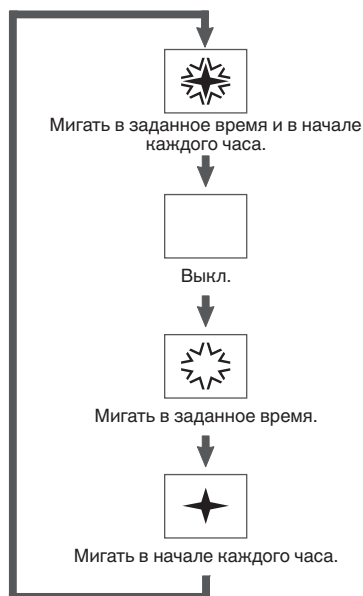 Мигать в заданное время и в начале
каждого часа.
Выкл.
Мигать в заданное время.
Мигать в начале каждого часа.